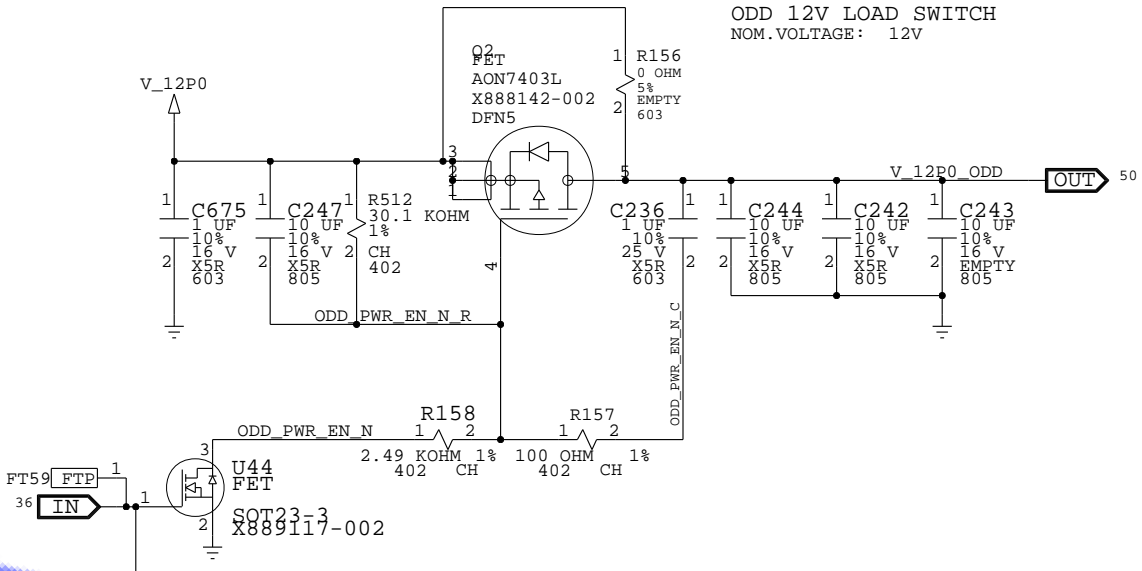 ODD 12V LOAD SWITCH
NOM.VOLTAGE: 12V
Q2
FET
AON7403L
X888142-002
DFN5
1 R156
0 OHM
5%
EMPTY
603
2
V_12P0
3
2
1
5
4
V_12P0_ODD
OUT 50
1
C675
1 UF
10%
16 V
X5R
603
2
1
C247
10 UF
10%
16 V
X5R
805
2
1
R512
30.1 KOHM
1%
CH
402
2
1
C236
1 UF
10%
25 V
X5R
603
2
1
C244
10 UF
10%
16 V
X5R
805
2
1
C242
10 UF
10%
16 V
X5R
805
2
1
C243
10 UF
10%
16 V
EMPTY
805
2
ODD_PWR_EN_N_R
ODD_PWR_EN_N_C
ODD_PWR_EN_N
R158
1 2
2.49 KOHM 1%
402 CH
R157
1 2
100 OHM 1%
402 CH
FT59 FTP 1
36 IN 1
3
2
U44
FET
SOT23-3
X889117-002